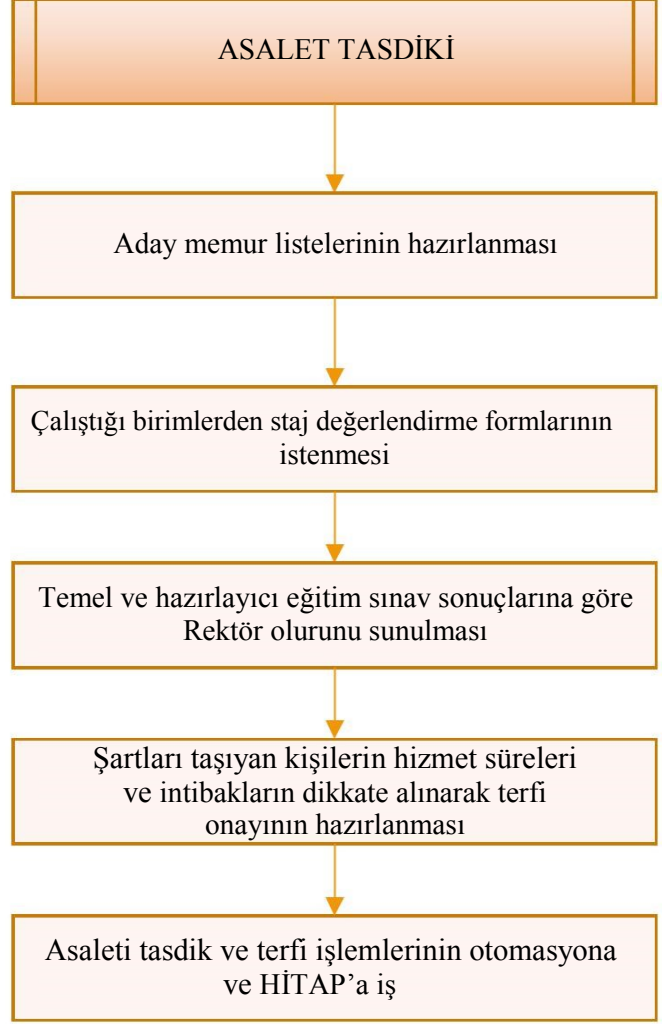 ASALET TASDİKİ
Aday memur listelerinin hazırlanması
Çalıştığı birimlerden staj değerlendirme formlarının
istenmesi
Temel ve hazırlayıcı eğitim sınav sonuçlarına göre
Rektör olurunu sunulması
Şartları taşıyan kişilerin hizmet süreleri
ve intibakların dikkate alınarak terfi
onayının hazırlanması
Asaleti tasdik ve terfi işlemlerinin otomasyona
ve HİTAP’a iş